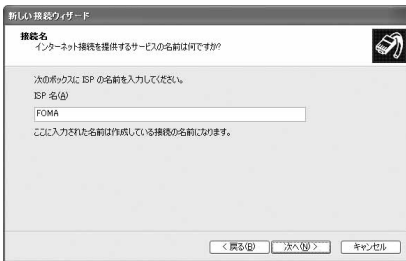 新しい接続ウィザード
接続名
インターネット接続を提供するサービスの名前は何ですか?
次のボックスに ISP の名前を入力してください。
ISP 名(A)
FOMA
ここに入力された名前は作成している接続の名前になります。
< 戻る(B)
次へ(N) >
キャンセル